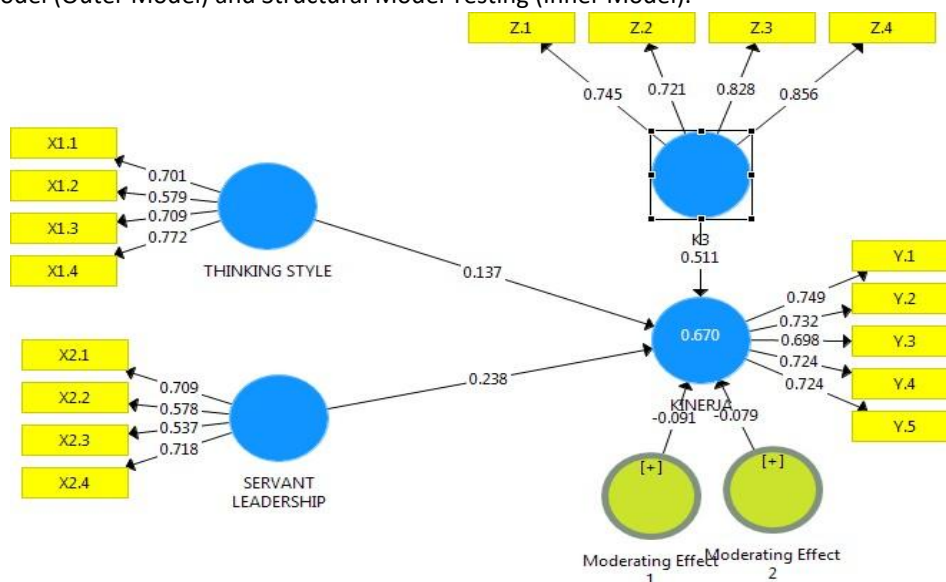 odel (Outer Model) and Structural Model Testing (Inner Model).
Z.1
Z.2
Z.3
Z.4
0.745
0.721
0.828
0.856
X1.1
X1.2
X1.3
X1.4
0.701
0.579
0.709
0.772
THINKING STYLE
K3
0.511
0.137
Y.1
Y.2
Y.3
Y.4
Y.5
0.749
0.732
0.698
0.724
0.724
0.670
KINERJA
X2.1
X2.2
X2.3
X2.4
0.709
0.578
0.537
0.718
0.238
SERVANT
LEADERSHIP
-0.091
-0.079
[+]
[+]
Moderating Effect
1
Moderating Effect
2